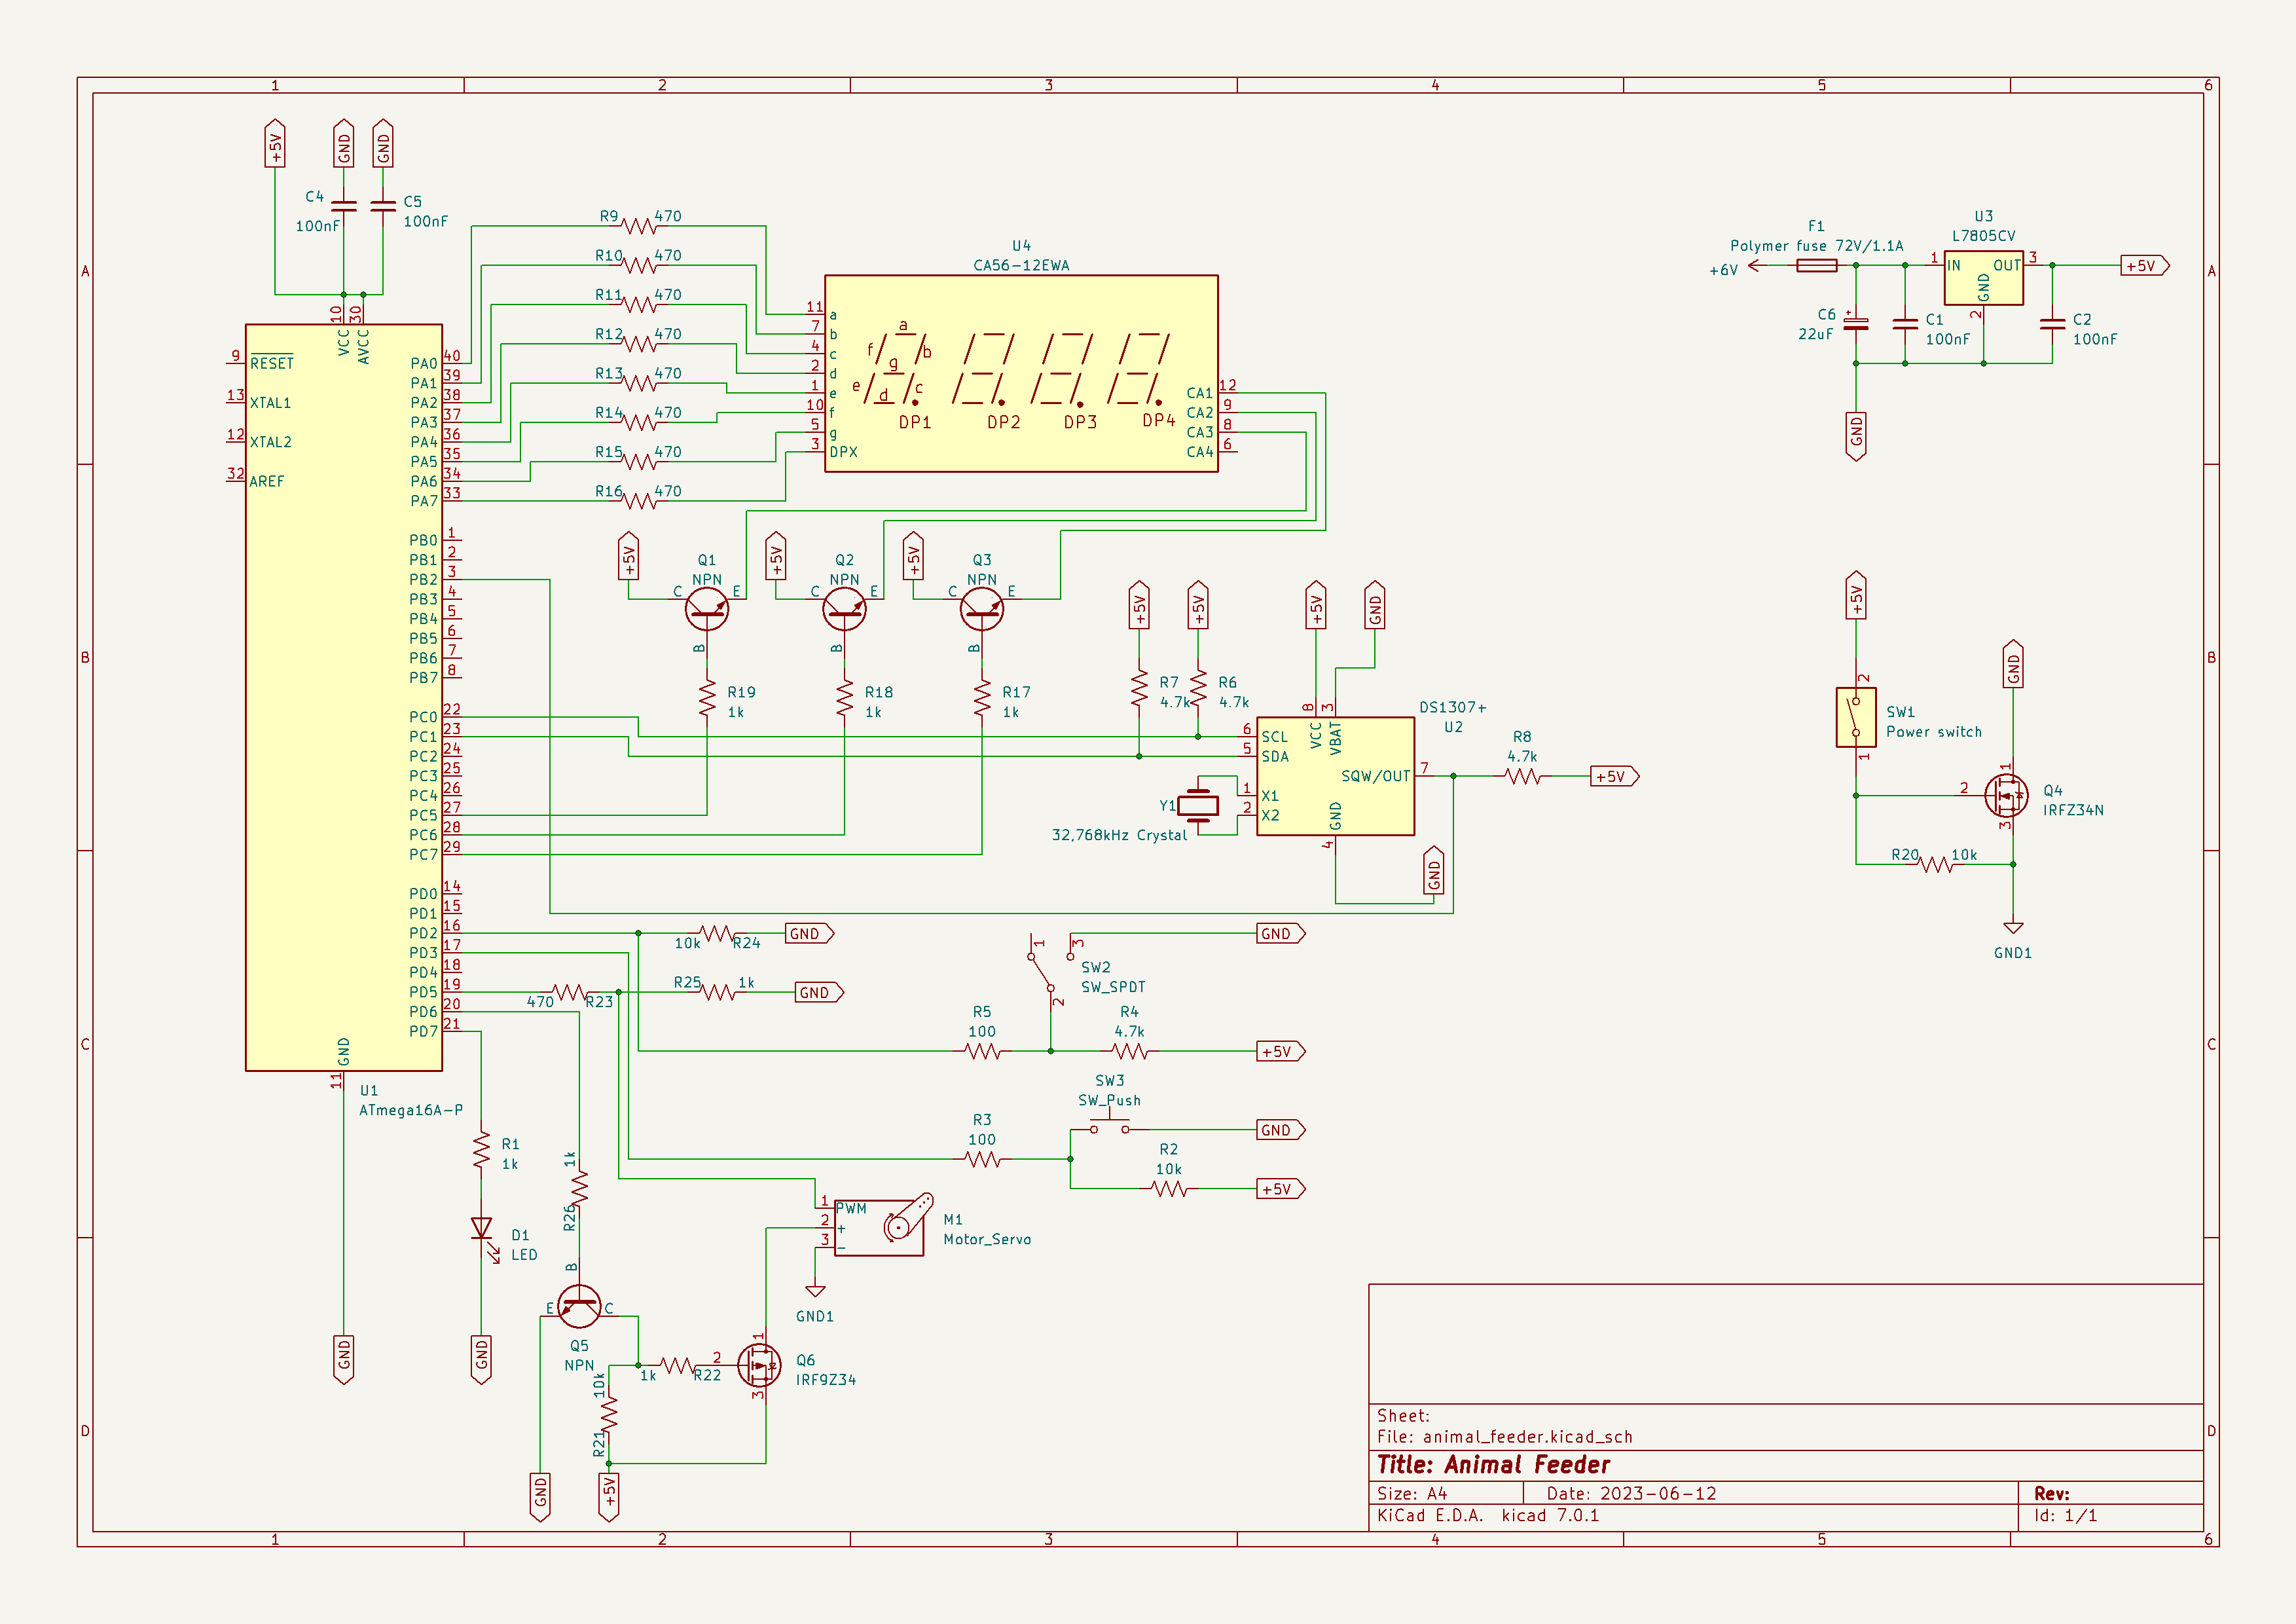 1 2 3 4 5 6
A
B
C
D
+5V
GND
GND
C4
100nF
C5
100nF
10
30
VCC
AVCC
9 RESET
13 XTAL1
12 XTAL2
32 AREF
PA0 40
PA1 39
PA2 38
PA3 37
PA4 36
PA5 35
PA6 34
PA7 33
PB0 1
PB1 2
PB2 3
PB3 4
PB4 5
PB5 6
PB6 7
PB7 8
PC0 22
PC1 23
PC2 24
PC3 25
PC4 26
PC5 27
PC6 28
PC7 29
PD0 14
PD1 15
PD2 16
PD3 17
PD4 18
PD5 19
PD6 20
PD7 21
GND
11
U1
ATmega16A-P
GND
R9 470
R10 470
R11 470
R12 470
R13 470
R14 470
R15 470
R16 470
U4
CA56-12EWA
11 a
7 b
4 c
2 d
1 e
10 f
5 g
3 DPX
a
f b
g
e d c
DP1 DP2 DP3 DP4
CA1 12
CA2 9
CA3 8
CA4 6
+5V
Q1
NPN
C E
B
R19
1k
+5V
Q2
NPN
C E
B
R18
1k
+5V
Q3
NPN
C E
B
R17
1k
+5V
+5V
R7
4.7k
R6
4.7k
+5V
GND
DS1307+
U2
8
3
VCC
VBAT
6 SCL
5 SDA
SQW/OUT 7
1 X1
2 X2
GND
4
GND
Y1
32,768kHz Crystal
R8
4.7k
+5V
F1
Polymer fuse 72V/1.1A
+6V
U3
L7805CV
1 IN
OUT 3
GND
2
+5V
C6
22uF
+
C1
100nF
C2
100nF
GND
+5V
2
SW1
Power switch
1
GND
1
2
3
Q4
IRFZ34N
R20 10k
GND1
10k R24
GND
470 R23
R25 1k
GND
1
3
GND
SW2
SW_SPDT
2
R5
100
R4
4.7k
+5V
SW3
SW_Push
GND
R3
100
R2
10k
+5V
R1
1k
D1
LED
GND
1k
R26
B
E C
Q5
NPN
GND
10k
R21
+5V
1k R22
2
1
3
Q6
IRF9Z34
1 PWM
2 +
3 -
M1
Motor_Servo
GND1
Sheet:
File: animal_feeder.kicad_sch
Title: Animal Feeder
Size: A4 Date: 2023-06-12 Rev:
KiCad E.D.A. kicad 7.0.1 Id: 1/1
A
B
C
D
1 2 3 4 5 6